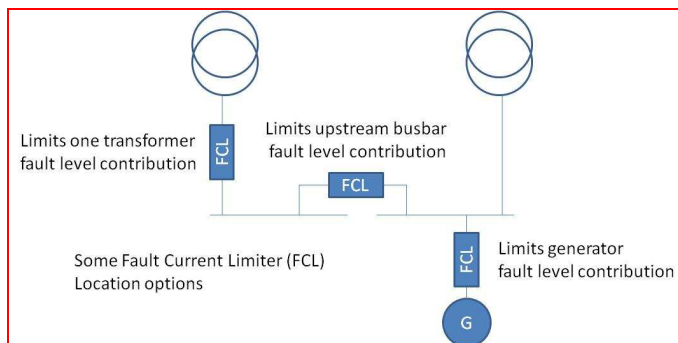 Limits one transformer
fault level contribution
FCL
Limits upstream busbar
fault level contribution
FCL
Some Fault Current Limiter (FCL)
Location options
FCL
Limits generator
fault level contribution
G